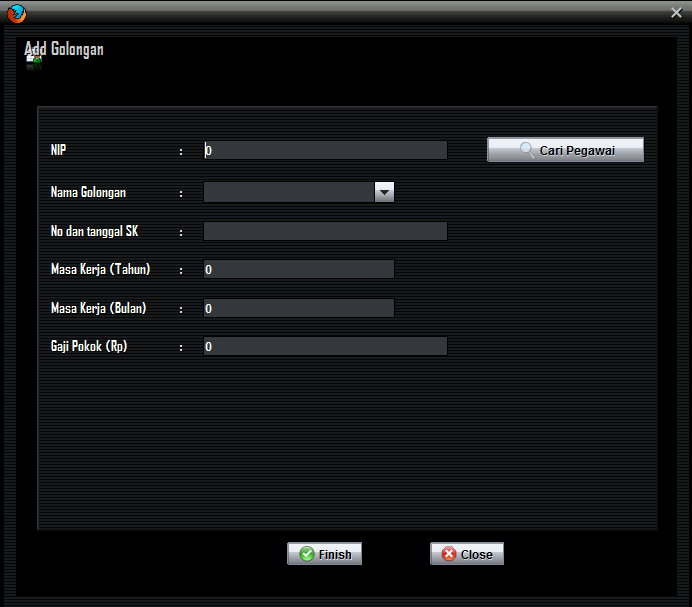 Add Golongan
NIP : 0 Cari Pegawai
Nama Golongan :
No dan tanggal SK :
Masa Kerja (Tahun) : 0
Masa Kerja (Bulan) : 0
Gaji Pokok (Rp) : 0
Finish Close